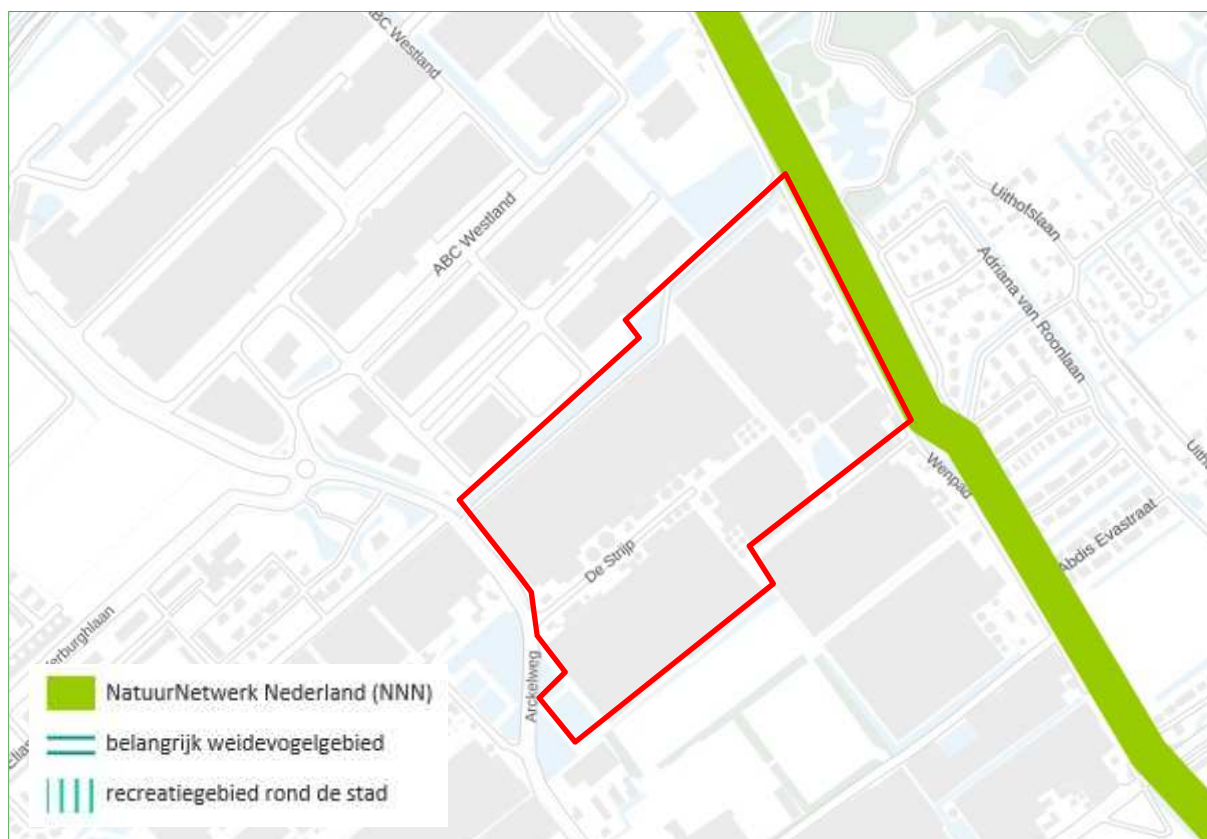 ABC Westland
ABC Westland
Uithofslaan
Adriana van Roonlaan
Wenpad
Abdis Evastraat
De Strijp
Arckelweg
NatuurNetwerk Nederland (NNN)
belangrijk weidevogelgebied
recreatiegebied rond de stad